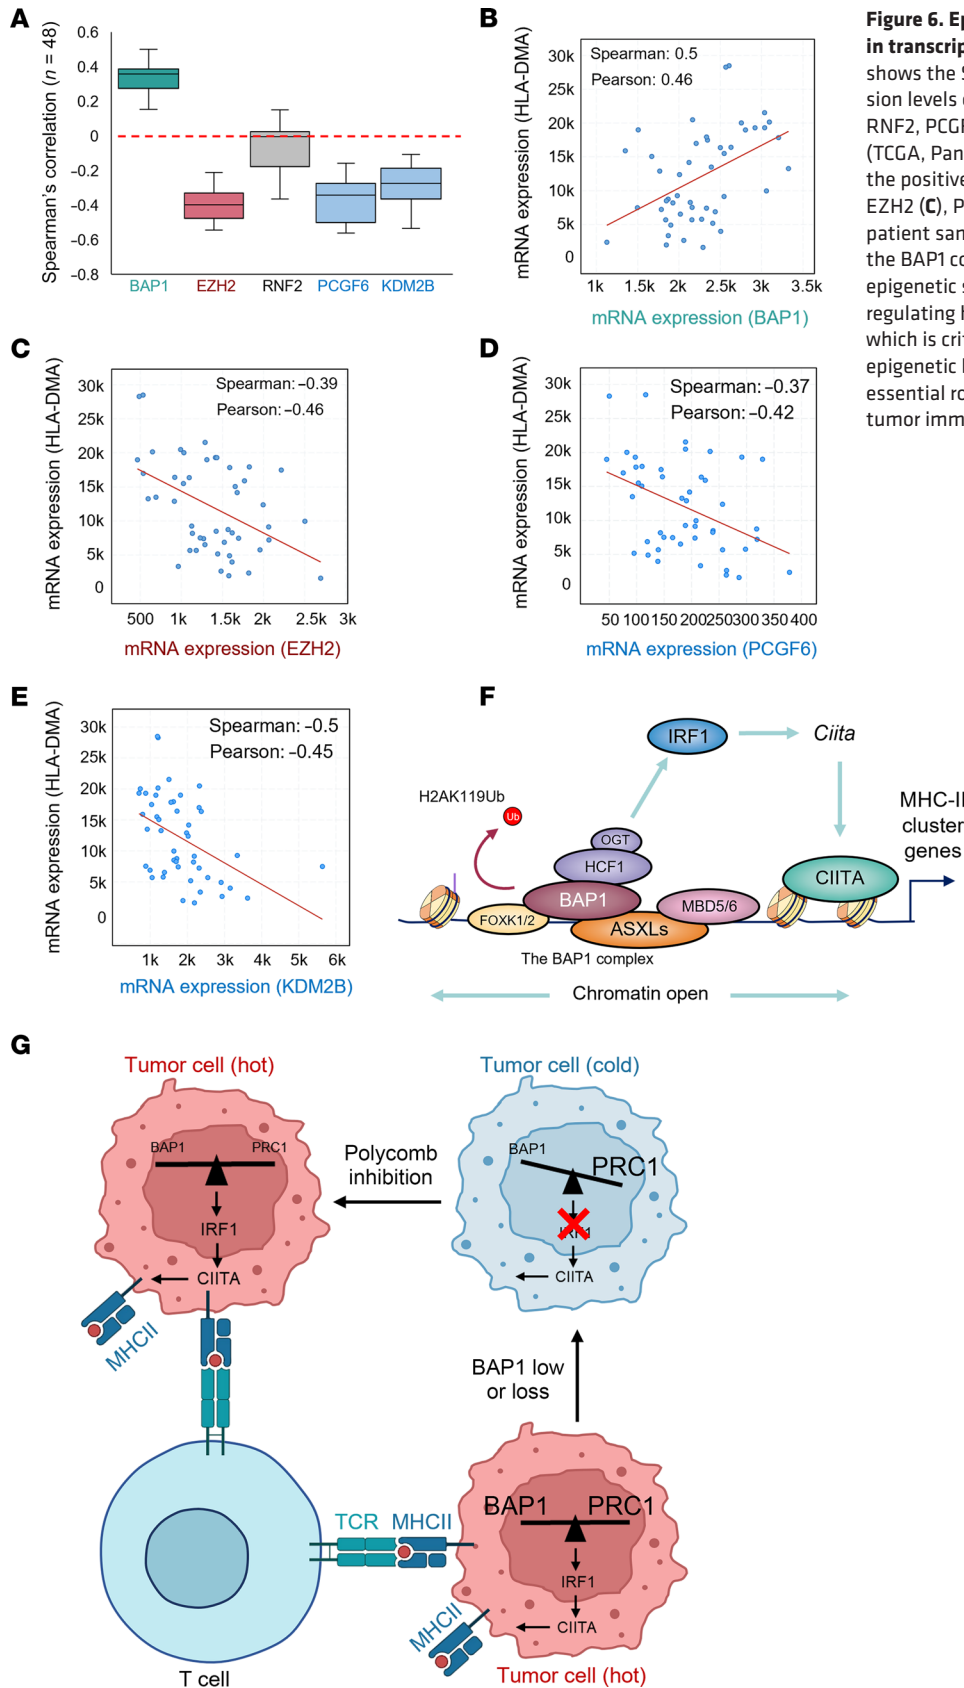 A
Spearman's correlation (n = 48)
0.6
0.4
0.2
0
−0.2
−0.4
−0.6
−0.8
BAP1 EZH2 RNF2 PCGF6 KDM2B
B
mRNA expression (HLA-DMA)
30k
25k
20k
15k
10k
5k
0
Spearman: 0.5
Pearson: 0.46
1k 1.5k 2k 2.5k 3k 3.5k
mRNA expression (BAP1)
Figure 6. Ep
in transcrip
shows the S
sion levels
RNF2, PCGF
(TCGA, Pan
the positive
EZH2 (C), P
patient san
the BAP1 co
epigenetic s
regulating h
which is crit
epigenetic
essential ro
tumor imm
C
mRNA expression (HLA-DMA)
30k
25k
20k
15k
10k
5k
0
Spearman: –0.39
Pearson: –0.46
500 1k 1.5k 2k 2.5k 3k
mRNA expression (EZH2)
D
mRNA expression (HLA-DMA)
30k
25k
20k
15k
10k
5k
0
Spearman: –0.37
Pearson: –0.42
50 100 150 200 250 300 350 400
mRNA expression (PCGF6)
E
mRNA expression (HLA-DMA)
30k
25k
20k
15k
10k
5k
0
Spearman: –0.5
Pearson: –0.45
1k 2k 3k 4k 5k 6k
mRNA expression (KDM2B)
F
IRF1
Ciita
H2AK119Ub
Ub
MHC-II
cluster
genes
OGT
HCF1
BAP1
FOXK1/2
ASXLs
MBD5/6
CIITA
The BAP1 complex
Chromatin open
G
Tumor cell (hot)
BAP1 PRC1
IRF1
CIITA
MHCII
Polycomb
inhibition
Tumor cell (cold)
BAP1 PRC1
IRF1
CIITA
BAP1 low
or loss
TCR MHCII
T cell
BAP1 PRC1
IRF1
CIITA
MHCII
Tumor cell (hot)